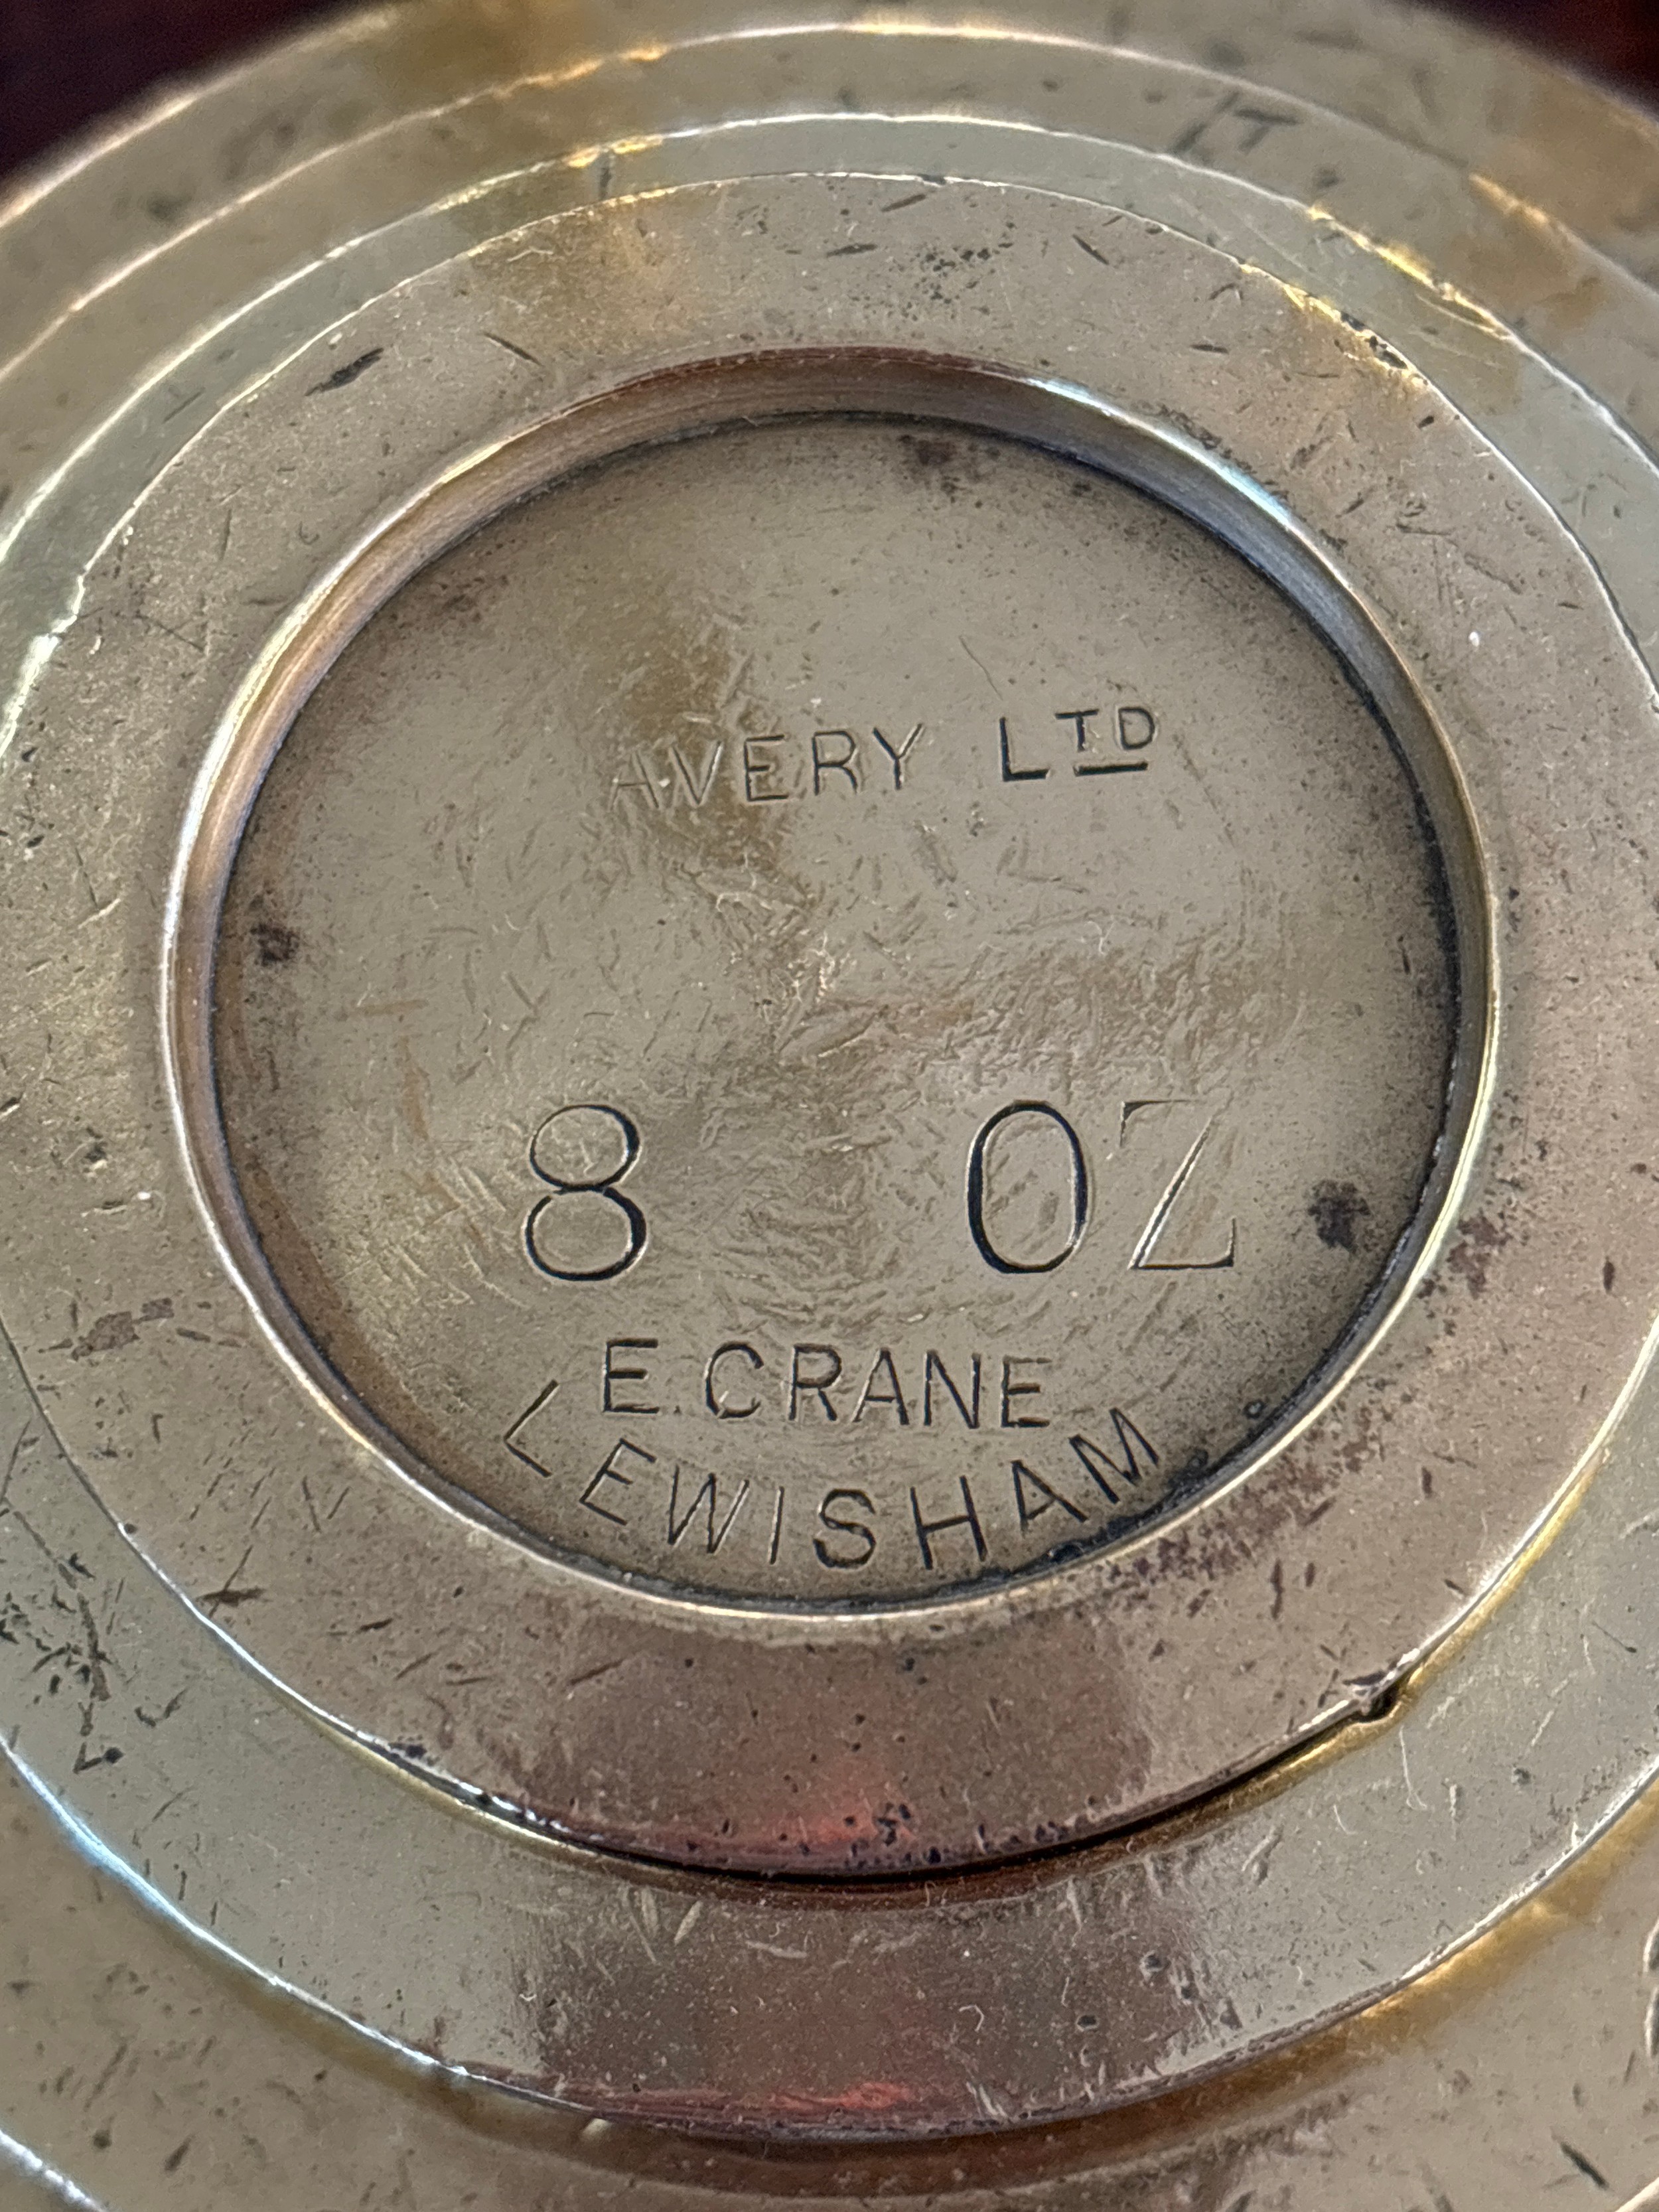 AVERY LTD
8 OZ
E. CRANE
LEWISHAM